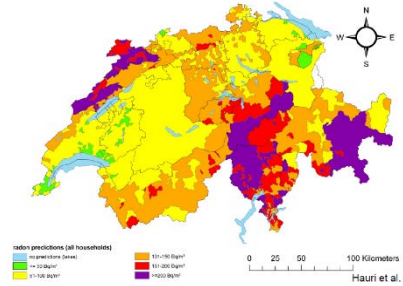 N
W E
S
radon predictions (all households)
no predictions (lakes)
<= 50 Bq/m³
51-100 Bq/m³
101-150 Bq/m³
151-200 Bq/m³
>=200 Bq/m³
0 25 50 100 Kilometers
Hauri et al.